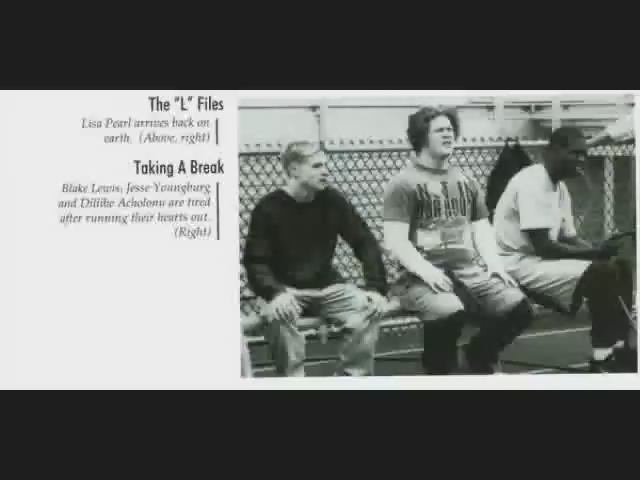 The "L" Files
Lisa Pearl arrives back on
earth. (Above, right)
Taking A Break
Blake Lewis, Jesse Youngburg
and Dillibe Acholonu are tired
after running their hearts out.
(Right)